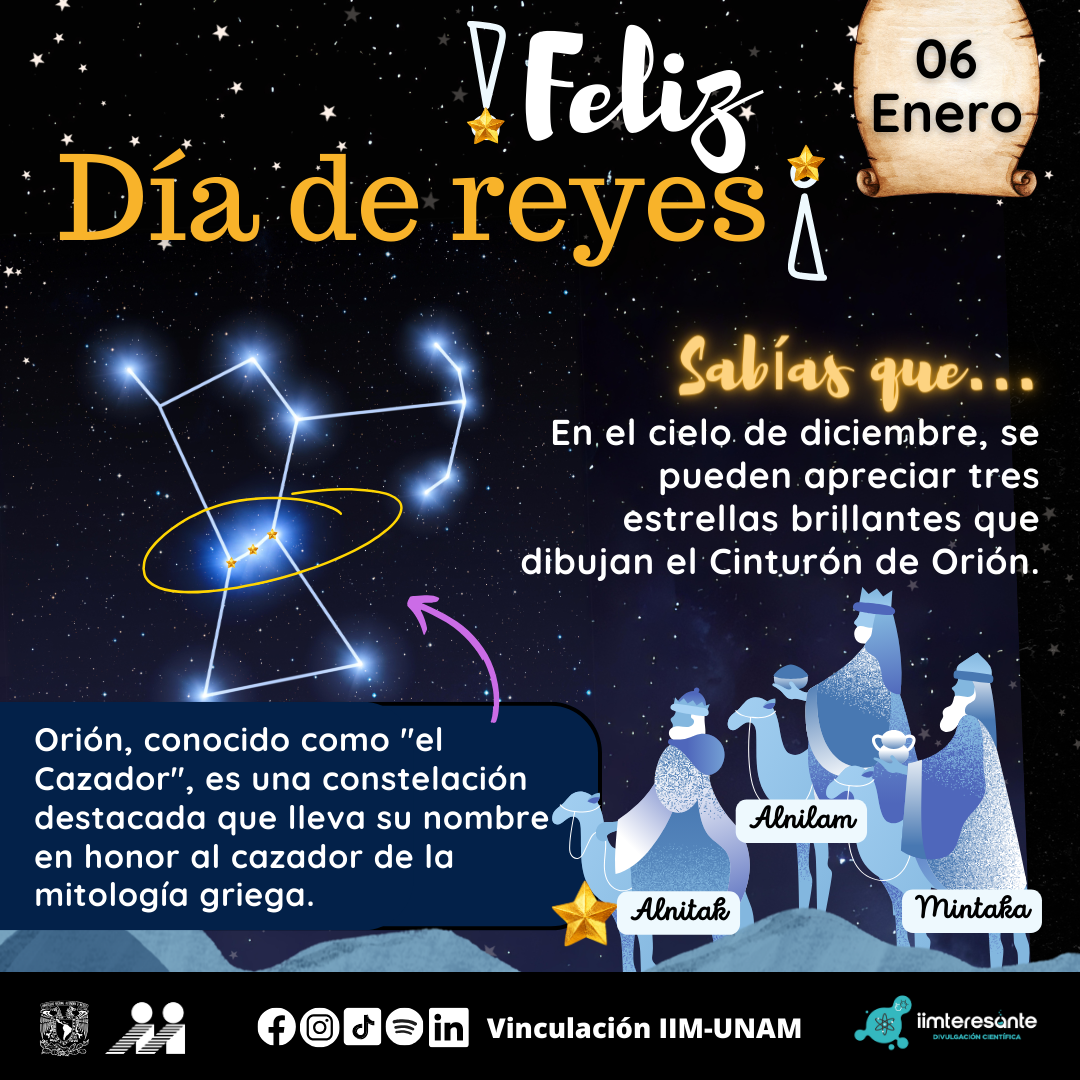 ¡Feliz
Día de reyes!
06
Enero
Sabías que...
En el cielo de diciembre, se
pueden apreciar tres
estrellas brillantes que
dibujan el Cinturón de Orión.
Orión, conocido como "el
Cazador", es una constelación
destacada que lleva su nombre
en honor al cazador de la
mitología griega.
Alnilam
Alnitak
Mintaka
Vinculación IIM-UNAM
iimteresante
DIVULGACIÓN CIENTÍFICA